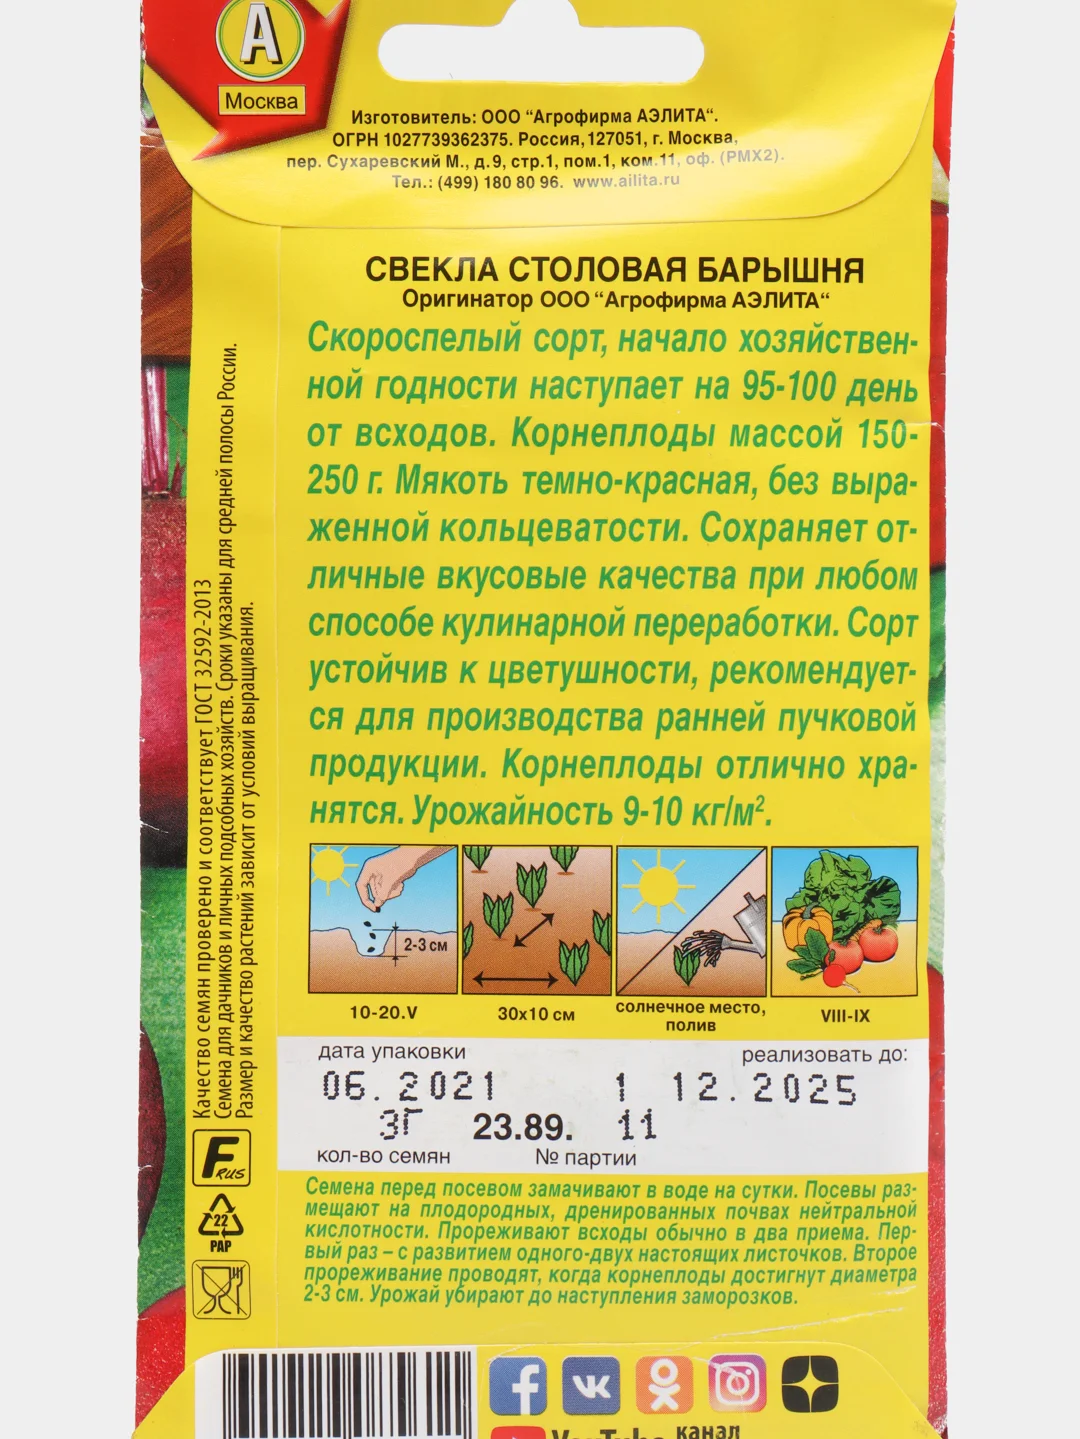 А
Москва
Изготовитель: ООО “Агрофирма АЭЛИТА“.
ОГРН 1027739362375. Россия,127051, г. Москва,
пер. Сухаревский М., д.9, стр.1, пом.1, ком.11, оф. (РМХ2).
Тел.: (499) 180 80 96. www.ailita.ru
СВЕКЛА СТОЛОВАЯ БАРЫШНЯ
Оригинатор ООО “Агрофирма АЭЛИТА“
Скороспелый сорт, начало хозяйствен-
ной годности наступает на 95-100 день
от всходов. Корнеплоды массой 150-
250 г. Мякоть темно-красная, без выра-
женной кольцеватости. Сохраняет от-
личные вкусовые качества при любом
способе кулинарной переработки. Сорт
устойчив к цветушности, рекомендует-
ся для производства ранней пучковой
продукции. Корнеплоды отлично хра-
нятся. Урожайность 9-10 кг/м².
2-3 см
10-20.V
30х10 см
солнечное место,
полив
VIII-IX
дата упаковки
реализовать до:
06.2021 1 12.2025
3Г 23.89. 11
кол-во семян № партии
Семена перед посевом замачивают в воде на сутки. Посевы раз-
мещают на плодородных, дренированных почвах нейтральной
кислотности. Прореживают всходы обычно в два приема. Пер-
вый раз – с развитием одного-двух настоящих листочков. Второе
прореживание проводят, когда корнеплоды достигнут диаметра
2-3 см. Урожай убирают до наступления заморозков.
Качество семян проверено и соответствует ГОСТ 32592-2013
Семена для дачников и личных подсобных хозяйств. Сроки указаны для средней полосы России.
Размер и качество растений зависит от условий выращивания.
F RUS
22
PAP
YouTube канал